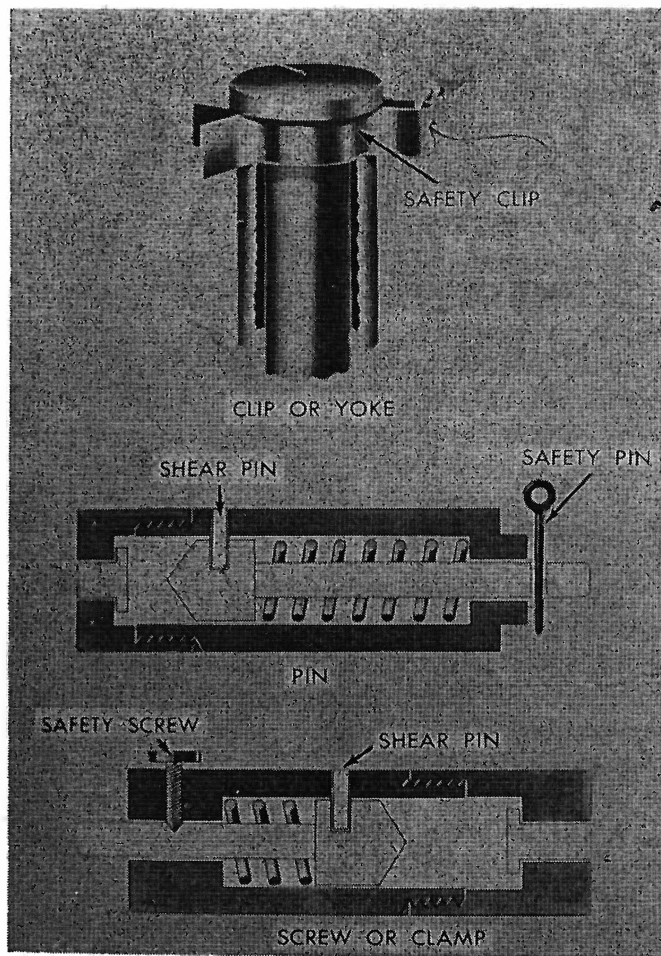 SAFETY CLIP
CLIP OR YOKE
SHEAR PIN
SAFETY PIN
PIN
SAFETY SCREW
SHEAR PIN
SCREW OR CLAMP